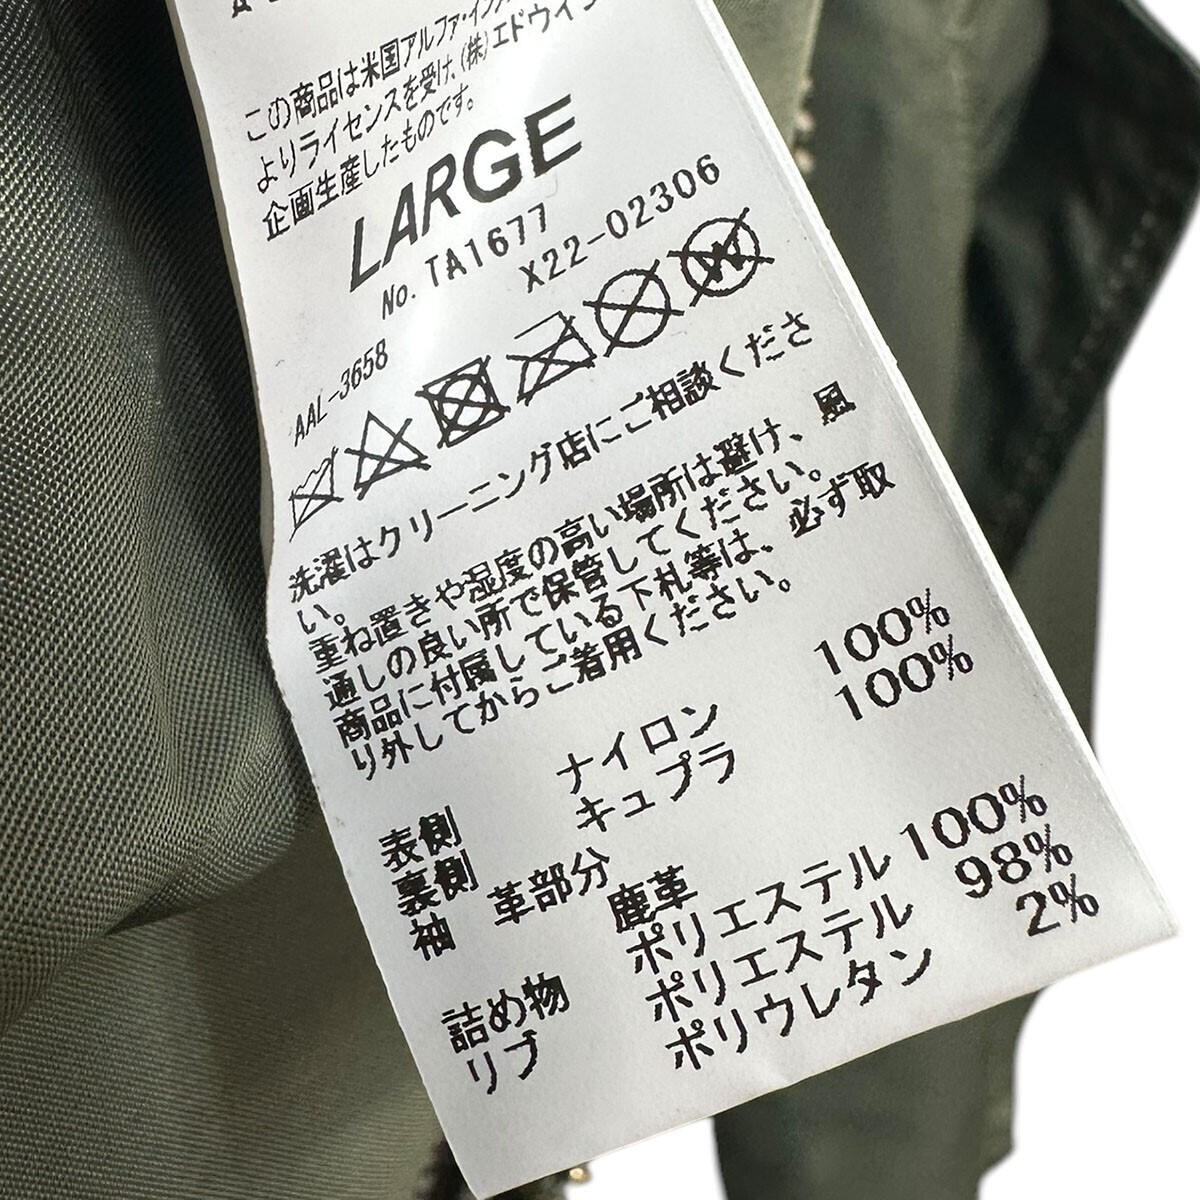 この商品は米国アルファ・イン
よりライセンスを受け、(株)エドウイン
企画生産したものです。
LARGE
No. TA1677
X22-02306
AAL-3658
W
洗濯はクリーニング店にご相談くださ
い。
重ね置きや湿度の高い場所は避け、風
通しの良い所で保管してください。
商品に付属している下札等は、必ず取
り外してからご着用ください。
表側 ナイロン 100%
裏側 キュプラ 100%
袖 革部分 鹿革
詰め物 ポリエステル 100%
リブ ポリエステル 98%
ポリウレタン 2%